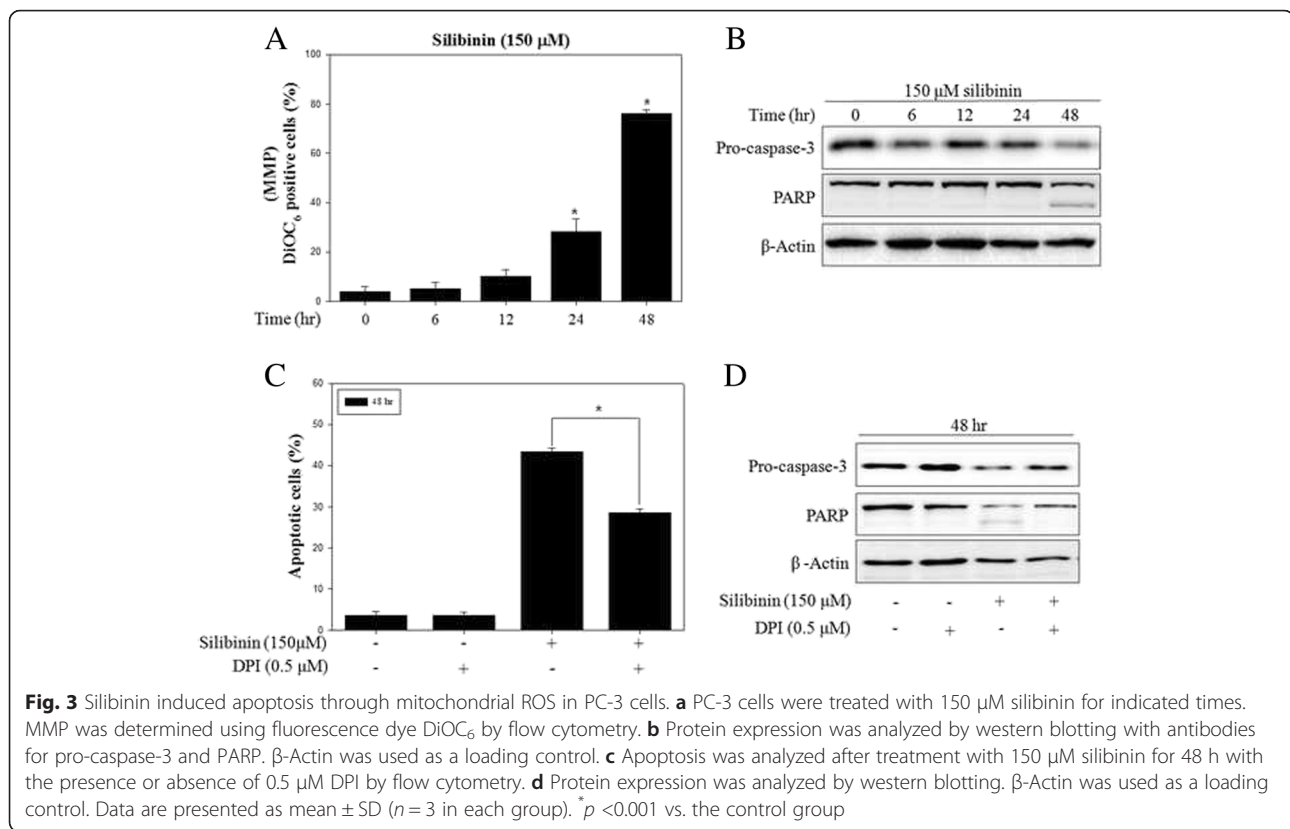 A
Silibinin (150 μM)
(MMP)
DiOC6 positive cells (%)
100
80
60
40
20
0
* *
Time (hr) 0 6 12 24 48
B
150 μM silibinin
Time (hr) 0 6 12 24 48
Pro-caspase-3
PARP
β-Actin
C
Apoptotic cells (%)
60
50
40
30
20
10
0
48 hr
*
Silibinin (150μM) - - + +
DPI (0.5 μM) - + - +
D
48 hr
Pro-caspase-3
PARP
β-Actin
Silibinin (150 μM) - - + +
DPI (0.5 μM) - + - +
Fig. 3 Silibinin induced apoptosis through mitochondrial ROS in PC-3 cells. a PC-3 cells were treated with 150 μM silibinin for indicated times.
MMP was determined using fluorescence dye DiOC6 by flow cytometry. b Protein expression was analyzed by western blotting with antibodies
for pro-caspase-3 and PARP. β-Actin was used as a loading control. c Apoptosis was analyzed after treatment with 150 μM silibinin for 48 h with
the presence or absence of 0.5 μM DPI by flow cytometry. d Protein expression was analyzed by western blotting. β-Actin was used as a loading
control. Data are presented as mean ± SD (n = 3 in each group). *p <0.001 vs. the control group